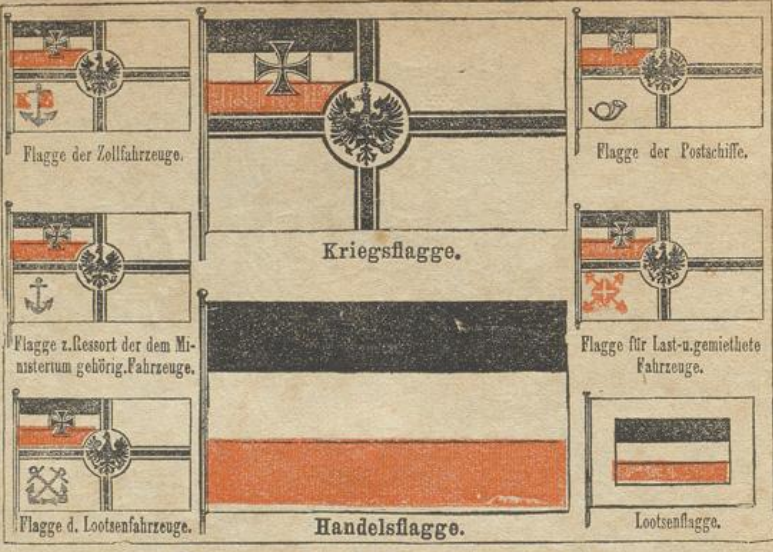 Flagge der Zollfahrzeuge.
Kriegsflagge.
Flagge der Postschiffe.
Flagge z. Ressort der dem Mi-
nisterium gehörig. Fahrzeuge.
Flagge für Last-u. gemiethete
Fahrzeuge.
Flagge d. Lootsenfahrzeuge.
Handelsflagge.
Lootsenflagge.